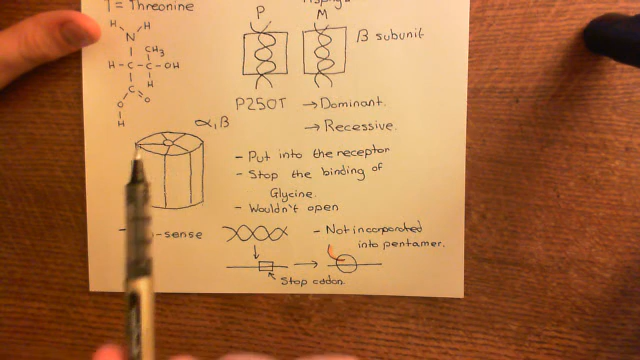 T = Threonine
P
M
β subunit
H
H
N
CH₃
H-C-C-OH
H
C
O
O
H
P250T → Dominant.
→ Recessive.
α, β
- Put into the receptor
- Stop the binding of
Glycine.
- Wouldn't open
-sense
- Not incorporated
into pentamer.
Stop codon.